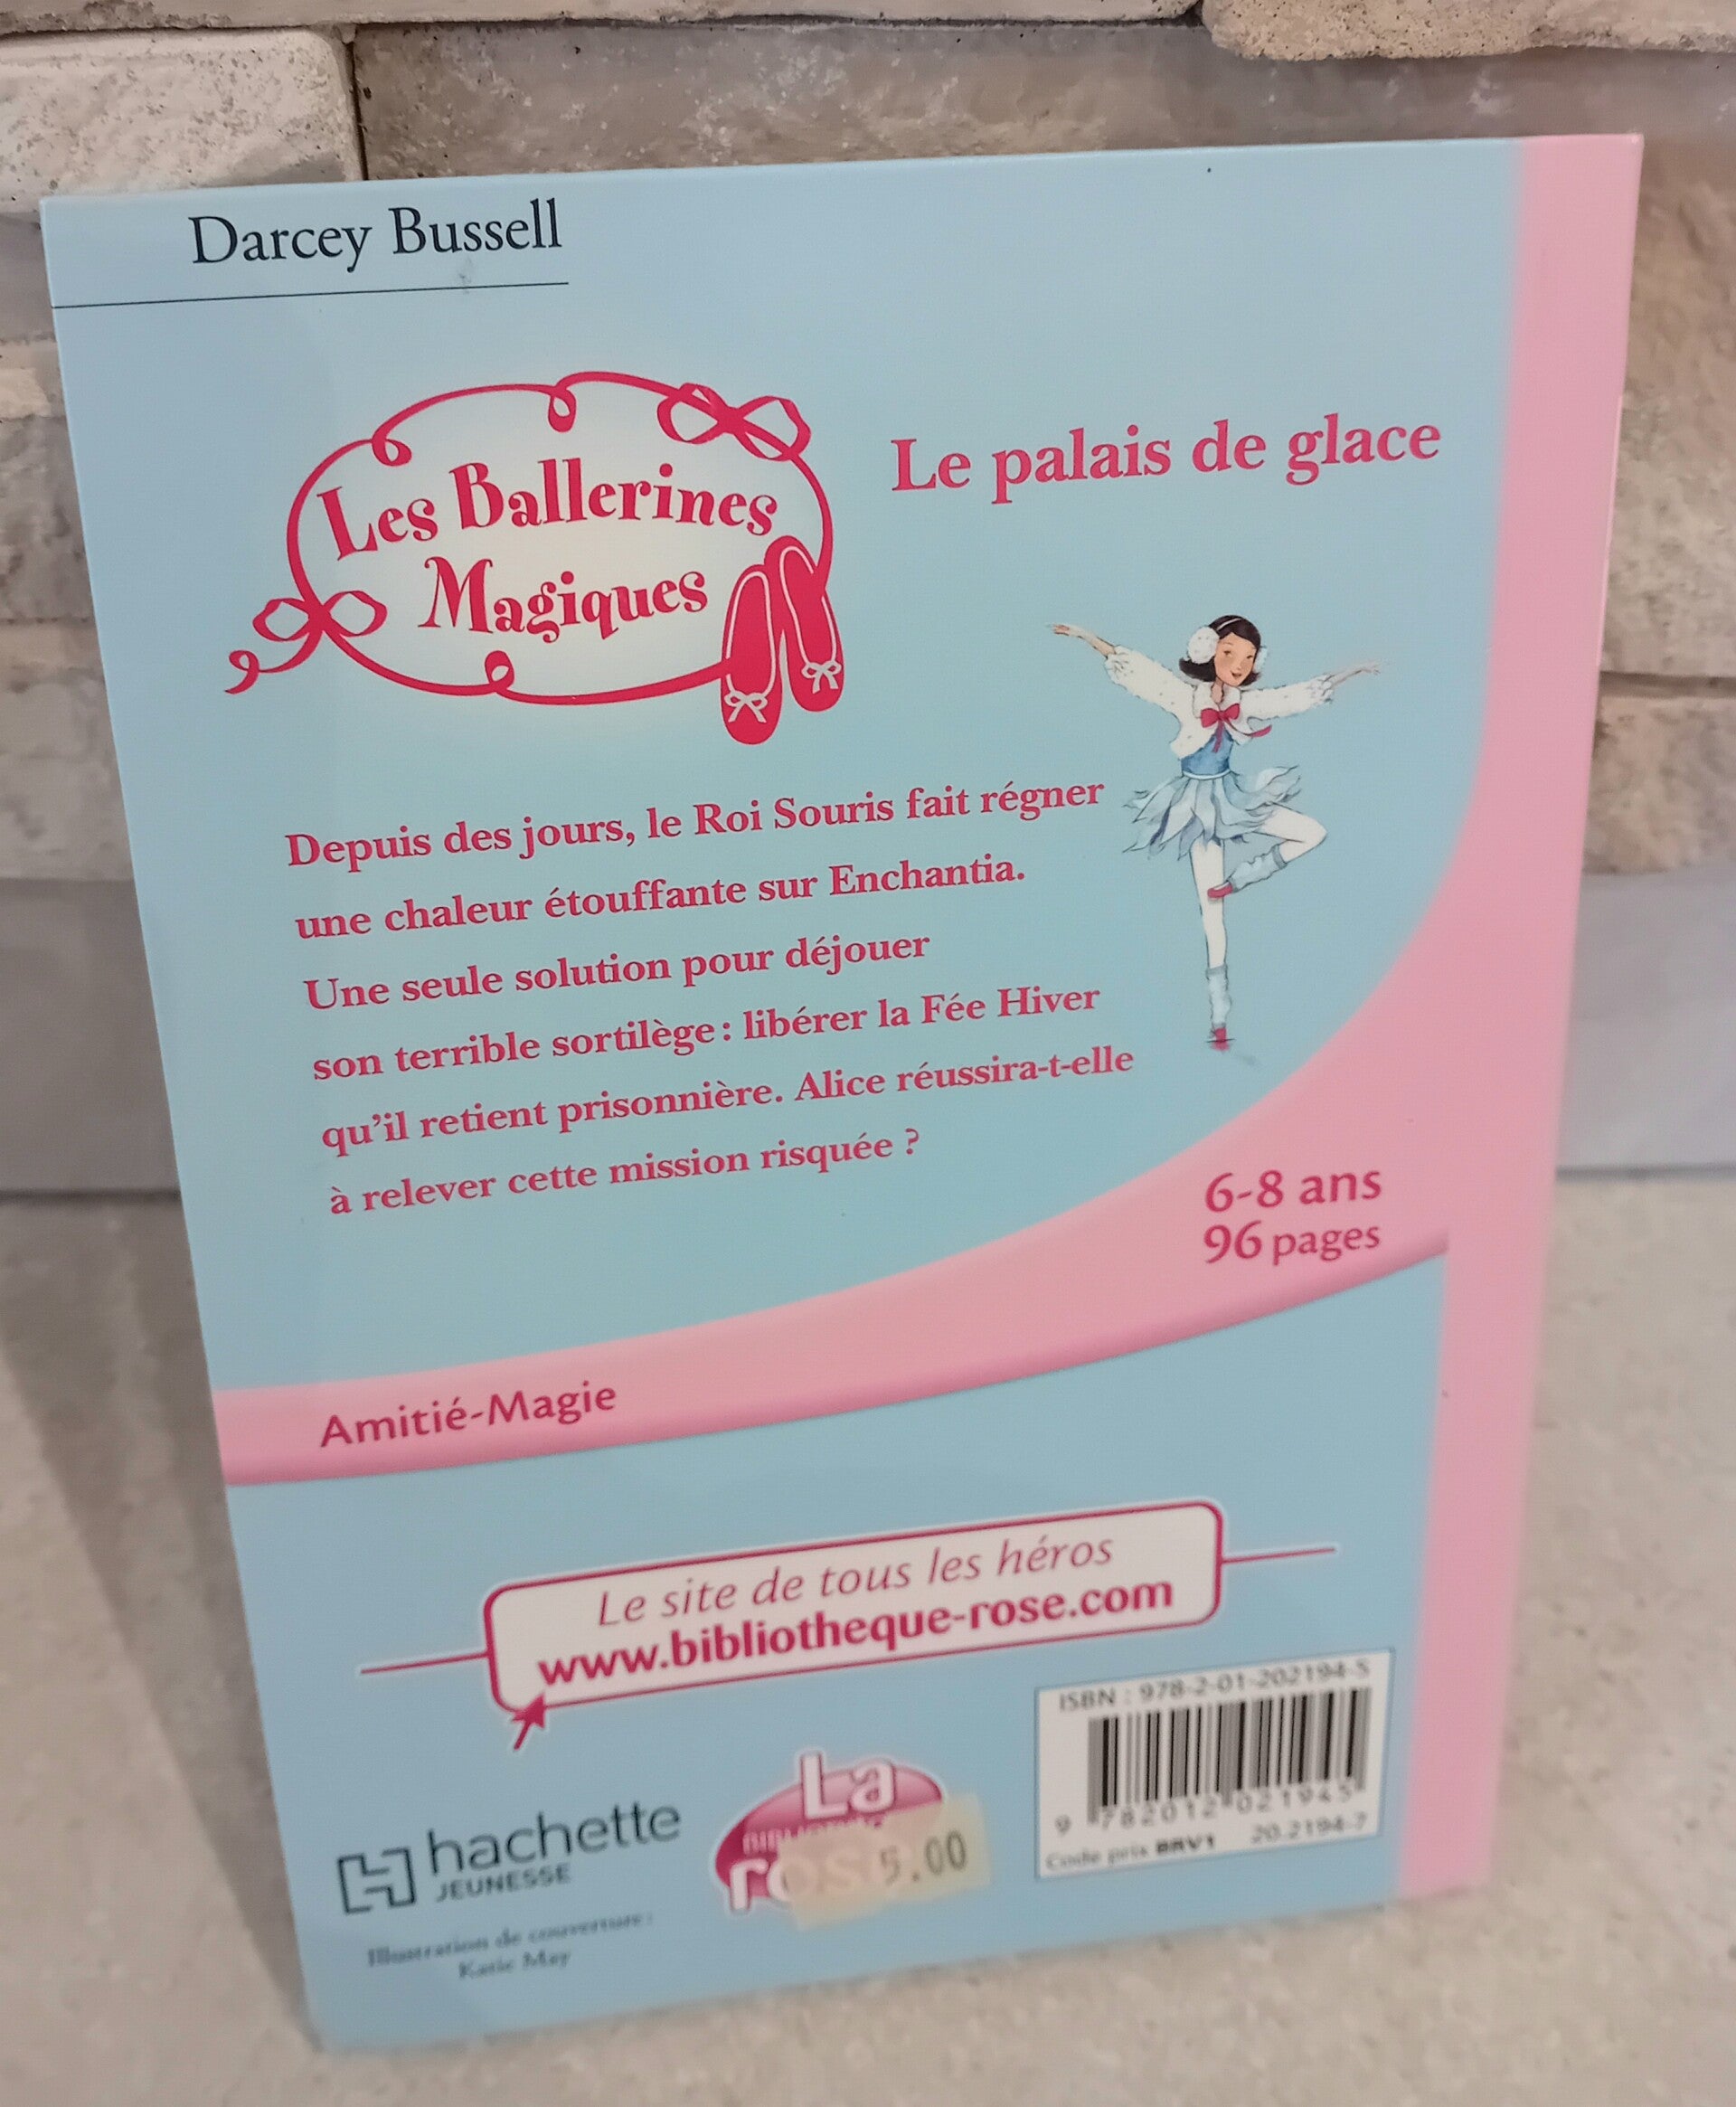 Darcey Bussell
Les Ballerines
Magiques
Le palais de glace
Depuis des jours, le Roi Souris fait régner
une chaleur étouffante sur Enchantia.
Une seule solution pour déjouer
son terrible sortilège : libérer la Fée Hiver
qu'il retient prisonnière. Alice réussira-t-elle
à relever cette mission risquée ?
6-8 ans
96 pages
Amitié-Magie
Le site de tous les héros
www.bibliotheque-rose.com
ISBN : 978-2-01-202194-5
9 782012 021945
Code prix BRV1 20.2194-7
hachette
JEUNESSE
La
rose
5.00
Illustration de couverture :
Katie May